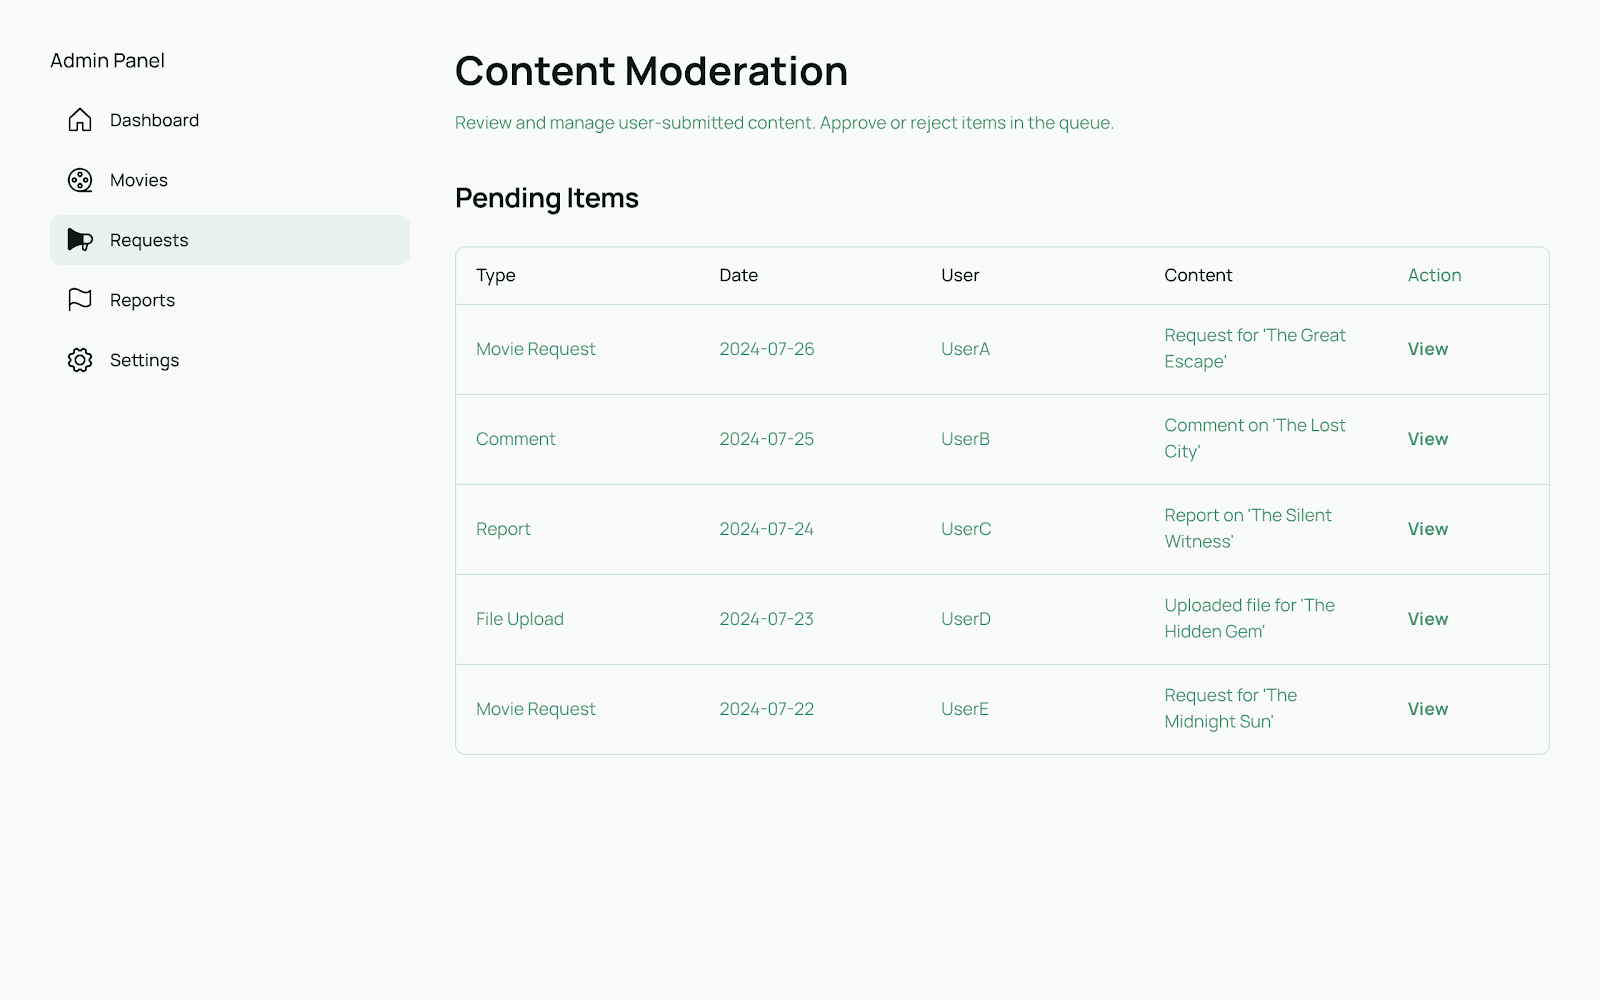 Admin Panel
Dashboard
Movies
Requests
Reports
Settings
Content Moderation
Review and manage user-submitted content. Approve or reject items in the queue.
Pending Items
Type Date User Content Action
Movie Request 2024-07-26 UserA Request for 'The Great
Escape' View
Comment 2024-07-25 UserB Comment on 'The Lost
City' View
Report 2024-07-24 UserC Report on 'The Silent
Witness' View
File Upload 2024-07-23 UserD Uploaded file for 'The
Hidden Gem' View
Movie Request 2024-07-22 UserE Request for 'The
Midnight Sun' View